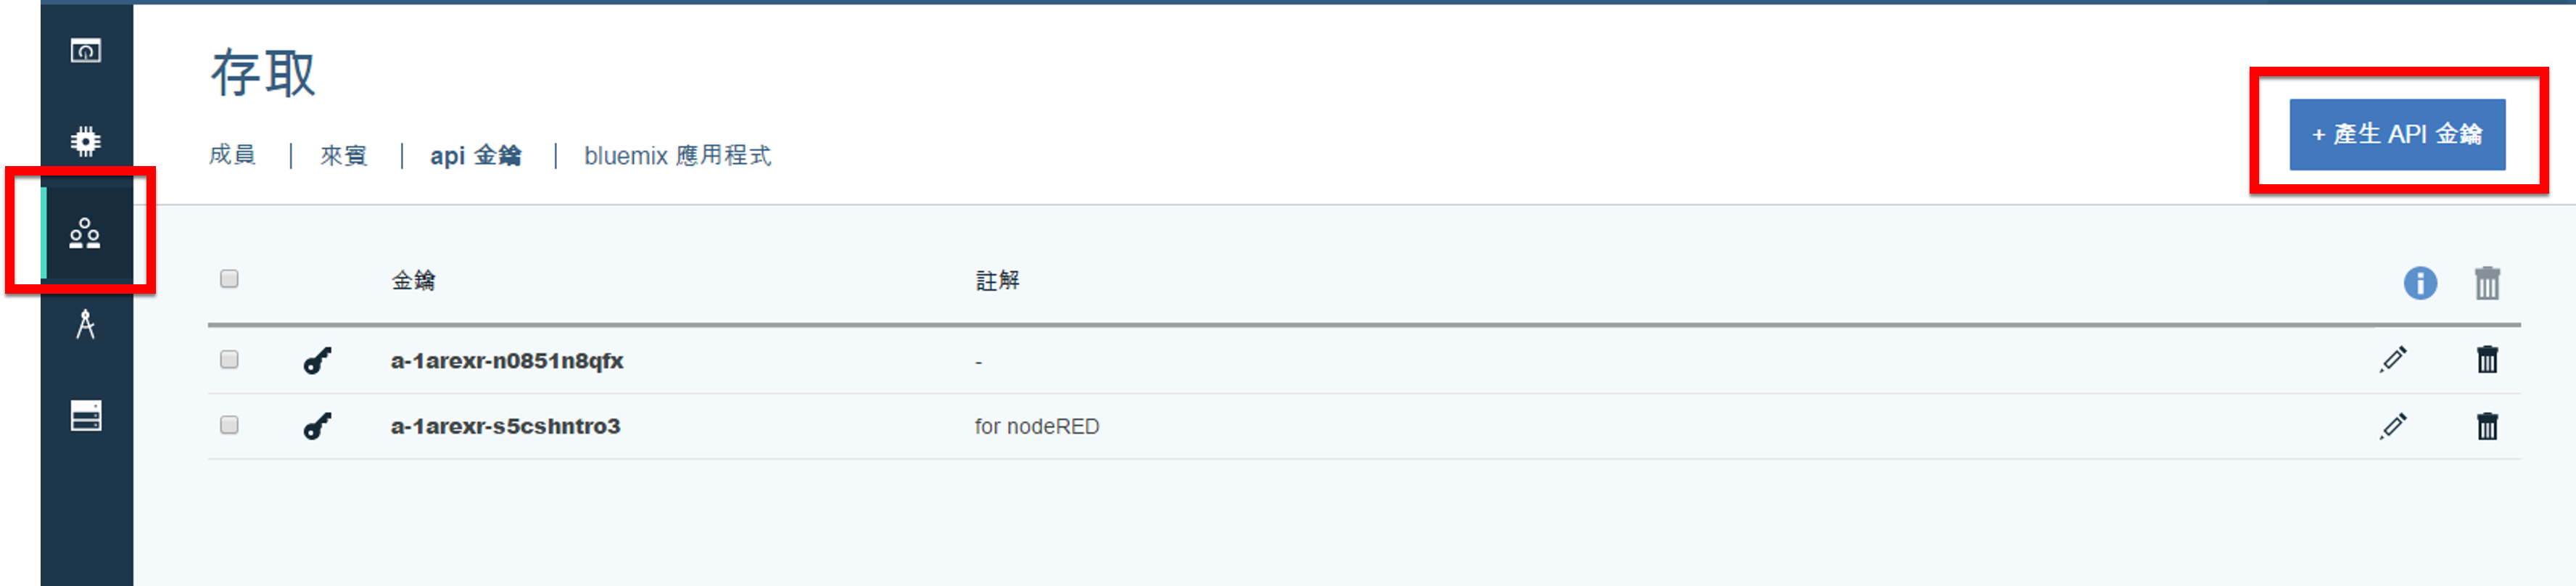 存取
+ 產生 API 金鑰
成員 | 來賓 | api 金鑰 | bluemix 應用程式
金鑰 註解
a-1arexr-n0851n8qfx -
a-1arexr-s5cshntro3 for nodeRED